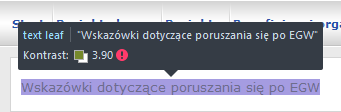 text leaf "Wskazówki dotyczące poruszania się po EGW"
Kontrast: 3.90
Wskazówki dotyczące poruszania się po EGW